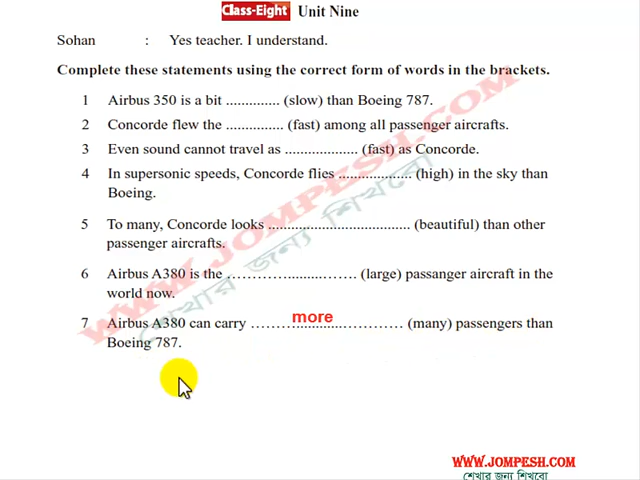 Class-Eight Unit Nine
Sohan : Yes teacher. I understand.
Complete these statements using the correct form of words in the brackets.
1 Airbus 350 is a bit .............. (slow) than Boeing 787.
2 Concorde flew the ............... (fast) among all passenger aircrafts.
3 Even sound cannot travel as ................... (fast) as Concorde.
4 In supersonic speeds, Concorde flies ................... (high) in the sky than
Boeing.
5 To many, Concorde looks ..................................... (beautiful) than other
passenger aircrafts.
6 Airbus A380 is the ……………..........……. (large) passanger aircraft in the
world now.
more
7 Airbus A380 can carry ………..............………… (many) passengers than
Boeing 787.
WWW.JOMPESH.COM
শেখার জন্য শিখবো
WWW.JOMPESH.COM
শেখার জন্য শিখবো